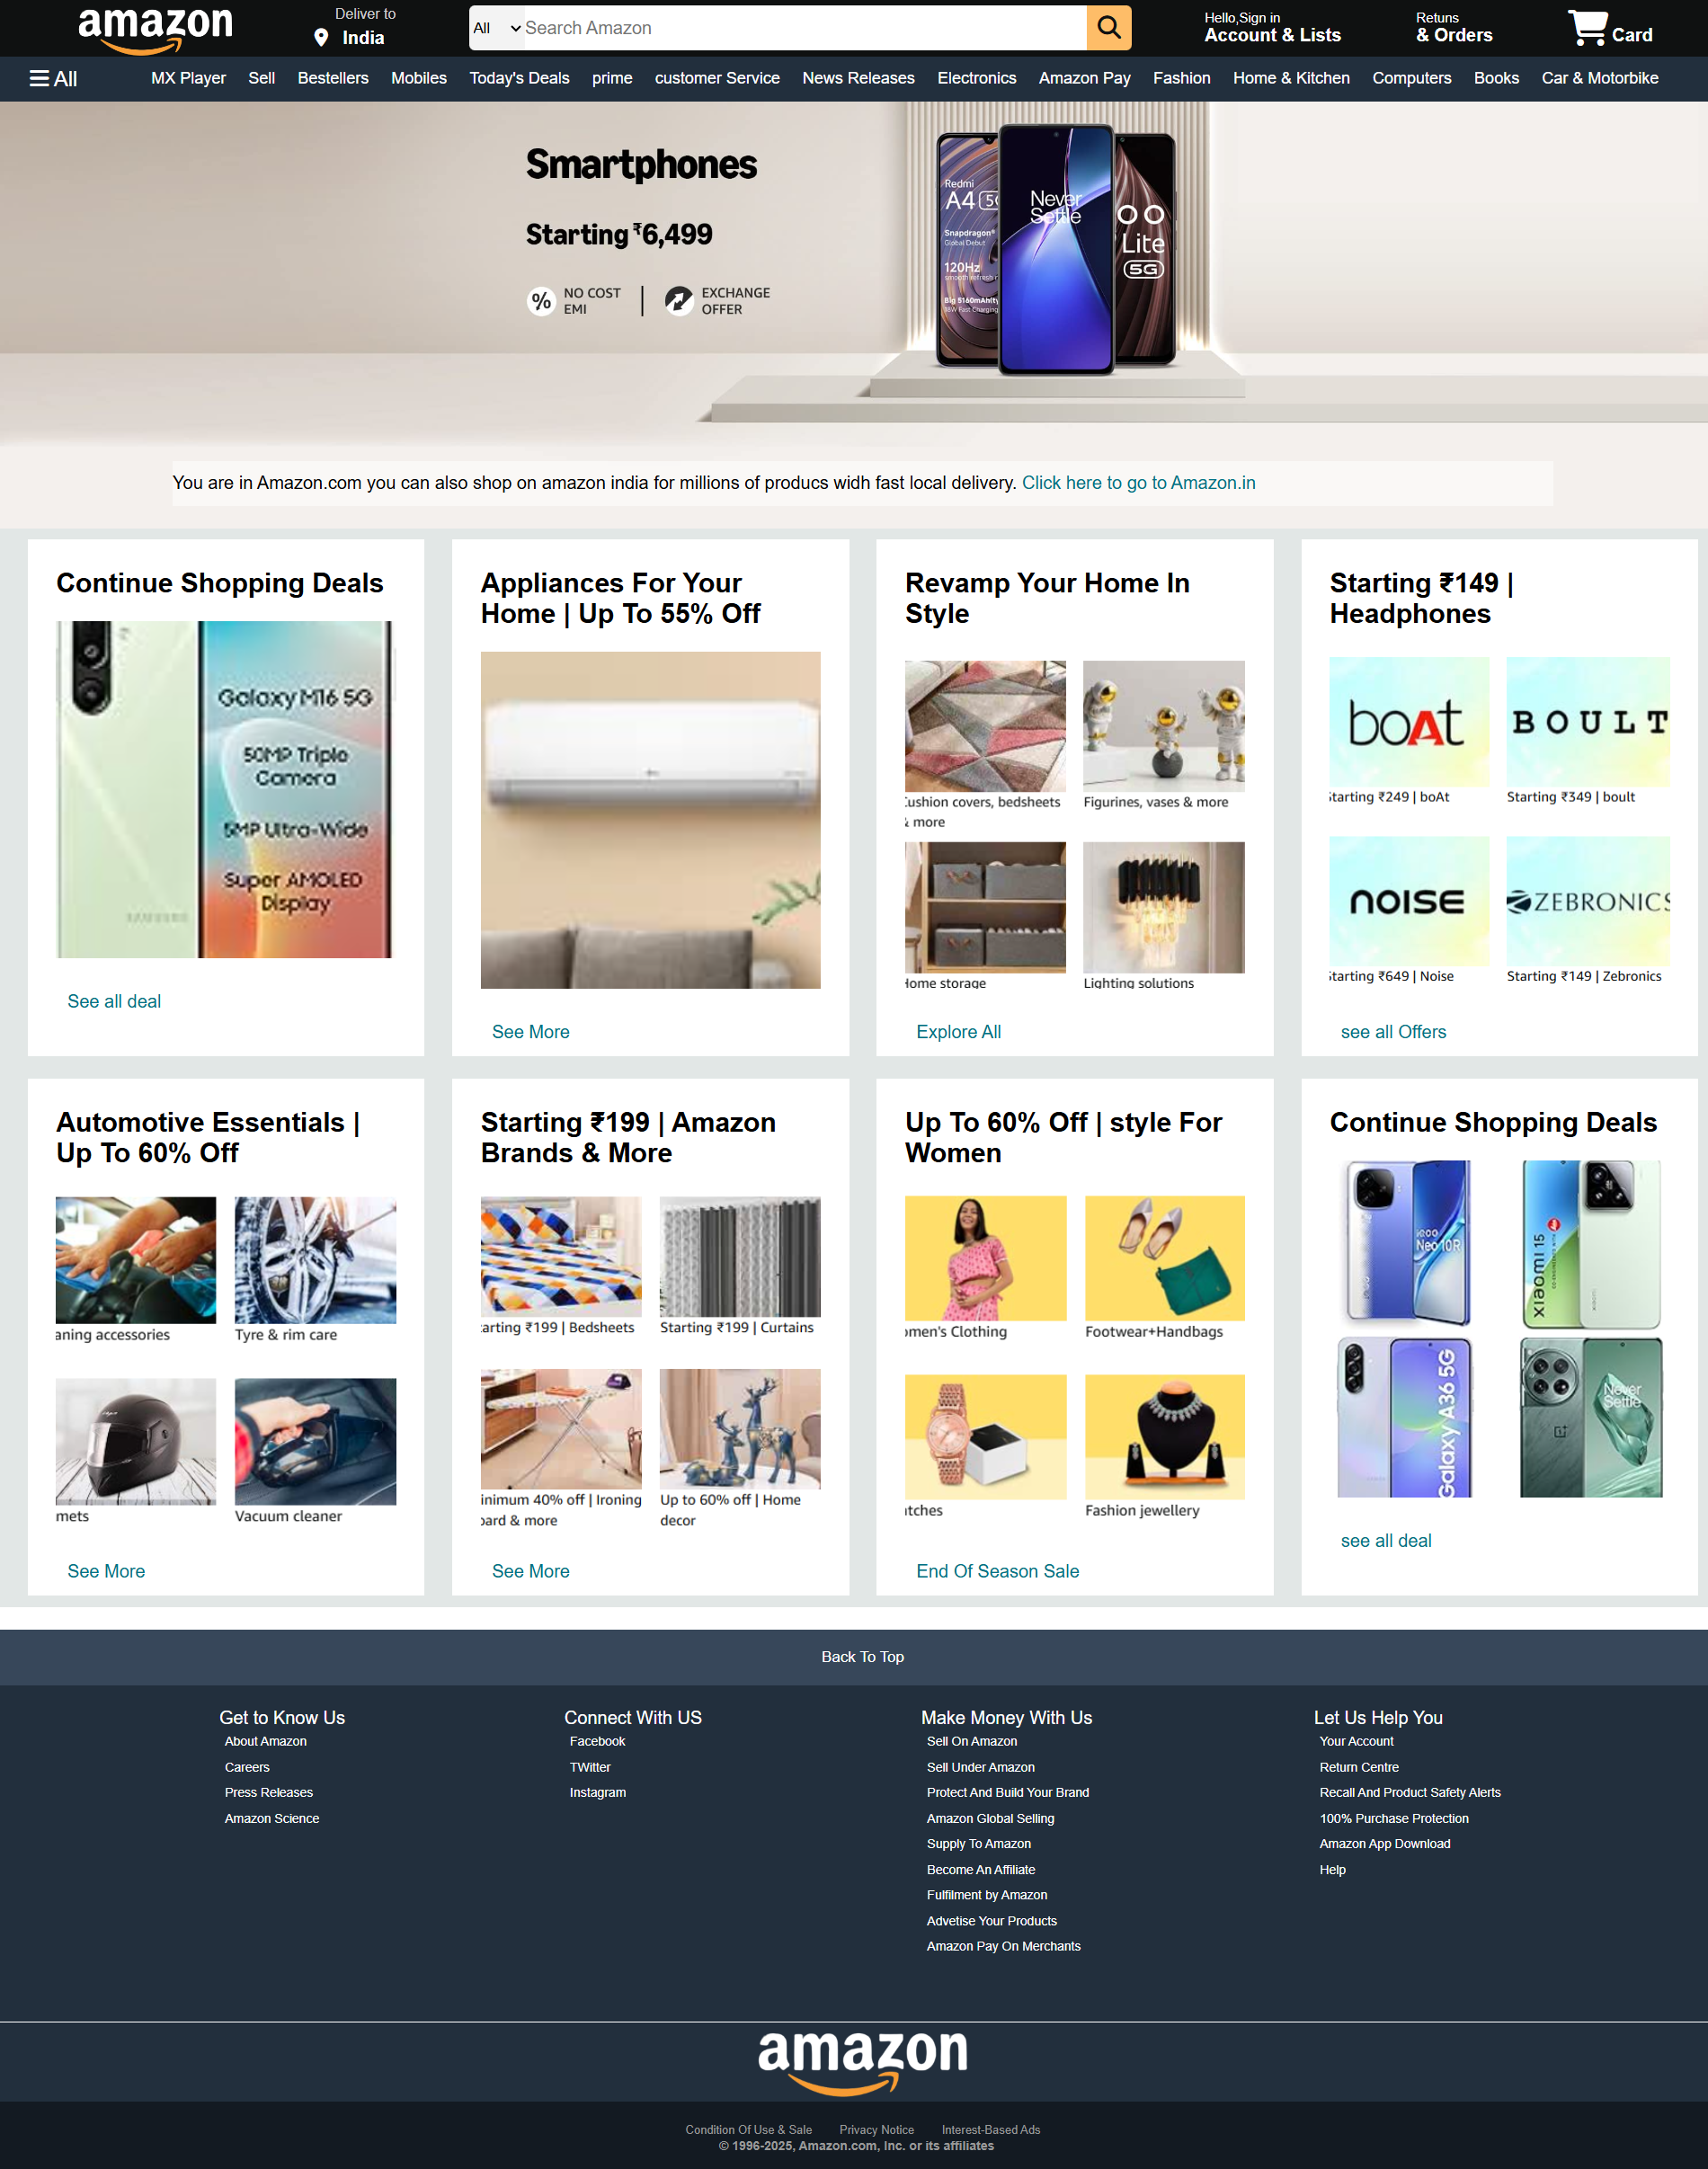 amazon
Deliver to
India
All
Search Amazon
Hello,Sign in
Account & Lists
Retuns
& Orders
Card
All
MX Player
Sell
Bestellers
Mobiles
Today's Deals
prime
customer Service
News Releases
Electronics
Amazon Pay
Fashion
Home & Kitchen
Computers
Books
Car & Motorbike
Smartphones
Starting ₹6,499
NO COST
EMI
EXCHANGE
OFFER
Redmi
A4
Snapdragon
Global Debut
120Hz
Never
Settle
Lite
5G
You are in Amazon.com you can also shop on amazon india for millions of producs widh fast local delivery. Click here to go to Amazon.in
Continue Shopping Deals
Galaxy M16 5G
50MP Triple
Camera
5MP Ultra-Wide
Super AMOLED
Display
SAMSUNG
See all deal
Appliances For Your
Home | Up To 55% Off
See More
Revamp Your Home In
Style
Cushion covers, bedsheets
& more
Figurines, vases & more
Home storage
Lighting solutions
Explore All
Starting ₹149 |
Headphones
boAt
BOULT
Starting ₹249 | boAt
Starting ₹349 | boult
NOISE
ZEBRONICS
Starting ₹649 | Noise
Starting ₹149 | Zebronics
see all Offers
Automotive Essentials |
Up To 60% Off
aning accessories
Tyre & rim care
mets
Vacuum cleaner
See More
Starting ₹199 | Amazon
Brands & More
arting ₹199 | Bedsheets
Starting ₹199 | Curtains
inimum 40% off | Ironing
oard & more
Up to 60% off | Home
decor
See More
Up To 60% Off | style For
Women
omen's Clothing
Footwear+Handbags
atches
Fashion jewellery
End Of Season Sale
Continue Shopping Deals
iQOO
Neo 10R
xiaomi 15
Galaxy A36 5G
Never
Settle
see all deal
Back To Top
Get to Know Us
About Amazon
Careers
Press Releases
Amazon Science
Connect With US
Facebook
TWitter
Instagram
Make Money With Us
Sell On Amazon
Sell Under Amazon
Protect And Build Your Brand
Amazon Global Selling
Supply To Amazon
Become An Affiliate
Fulfilment by Amazon
Advetise Your Products
Amazon Pay On Merchants
Let Us Help You
Your Account
Return Centre
Recall And Product Safety Alerts
100% Purchase Protection
Amazon App Download
Help
amazon
Condition Of Use & Sale
Privacy Notice
Interest-Based Ads
© 1996-2025, Amazon.com, Inc. or its affiliates